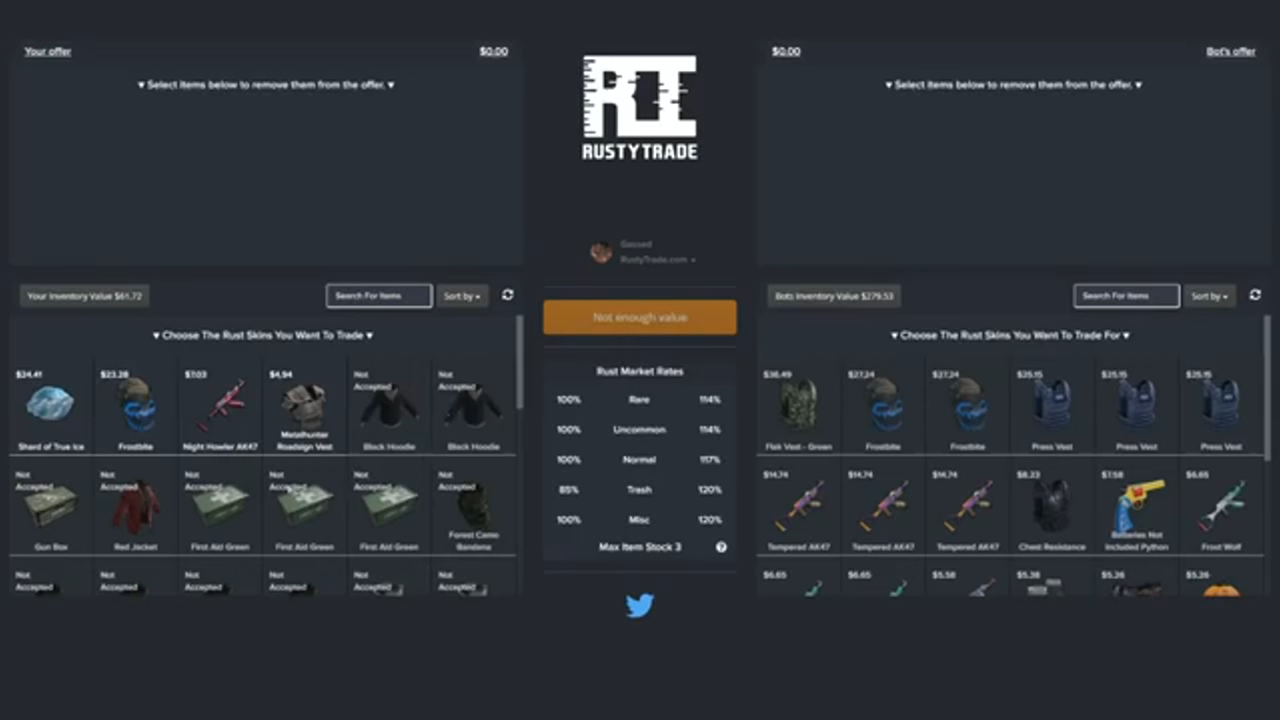 Your offer $0.00
▼ Select items below to remove them from the offer. ▼
Your Inventory Value $61.72
Search For Items
Sort by
▼ Choose The Rust Skins You Want To Trade ▼
$34.41 $23.28 $7.03 $4.94 Not Accepted Not Accepted
Shard of True Ice Frostbite Night Howler AK47 Metalhunter Roadsign Vest Black Hoodie Black Hoodie
Not Accepted Not Accepted Not Accepted Not Accepted Not Accepted Not Accepted
Gun Box Red Jacket First Aid Green First Aid Green First Aid Green Forest Camo Bandana
Not Accepted Not Accepted Not Accepted Not Accepted Not Accepted Not Accepted
RUSTYTRADE
Gassed
RustyTrade.com
Not enough value
Rust Market Rates
100% Rare 114%
100% Uncommon 114%
100% Normal 117%
85% Trash 120%
100% Misc 120%
Max Item Stock 3
$0.00 Bot's offer
▼ Select items below to remove them from the offer. ▼
Bots Inventory Value $279.53
Search For Items
Sort by
▼ Choose The Rust Skins You Want To Trade For ▼
$27.24 $27.24 $25.15 $25.15 $25.15
Flak Vest - Green Frostbite Frostbite Press Vest Press Vest Press Vest
$14.74 $14.74 $14.74 $8.23 $7.58 $6.65
Tempered AK47 Tempered AK47 Tempered AK47 Chest Resistance Batteries Not Included Python Frost Wolf
$6.65 $6.65 $5.58 $5.38 $5.26 $5.26